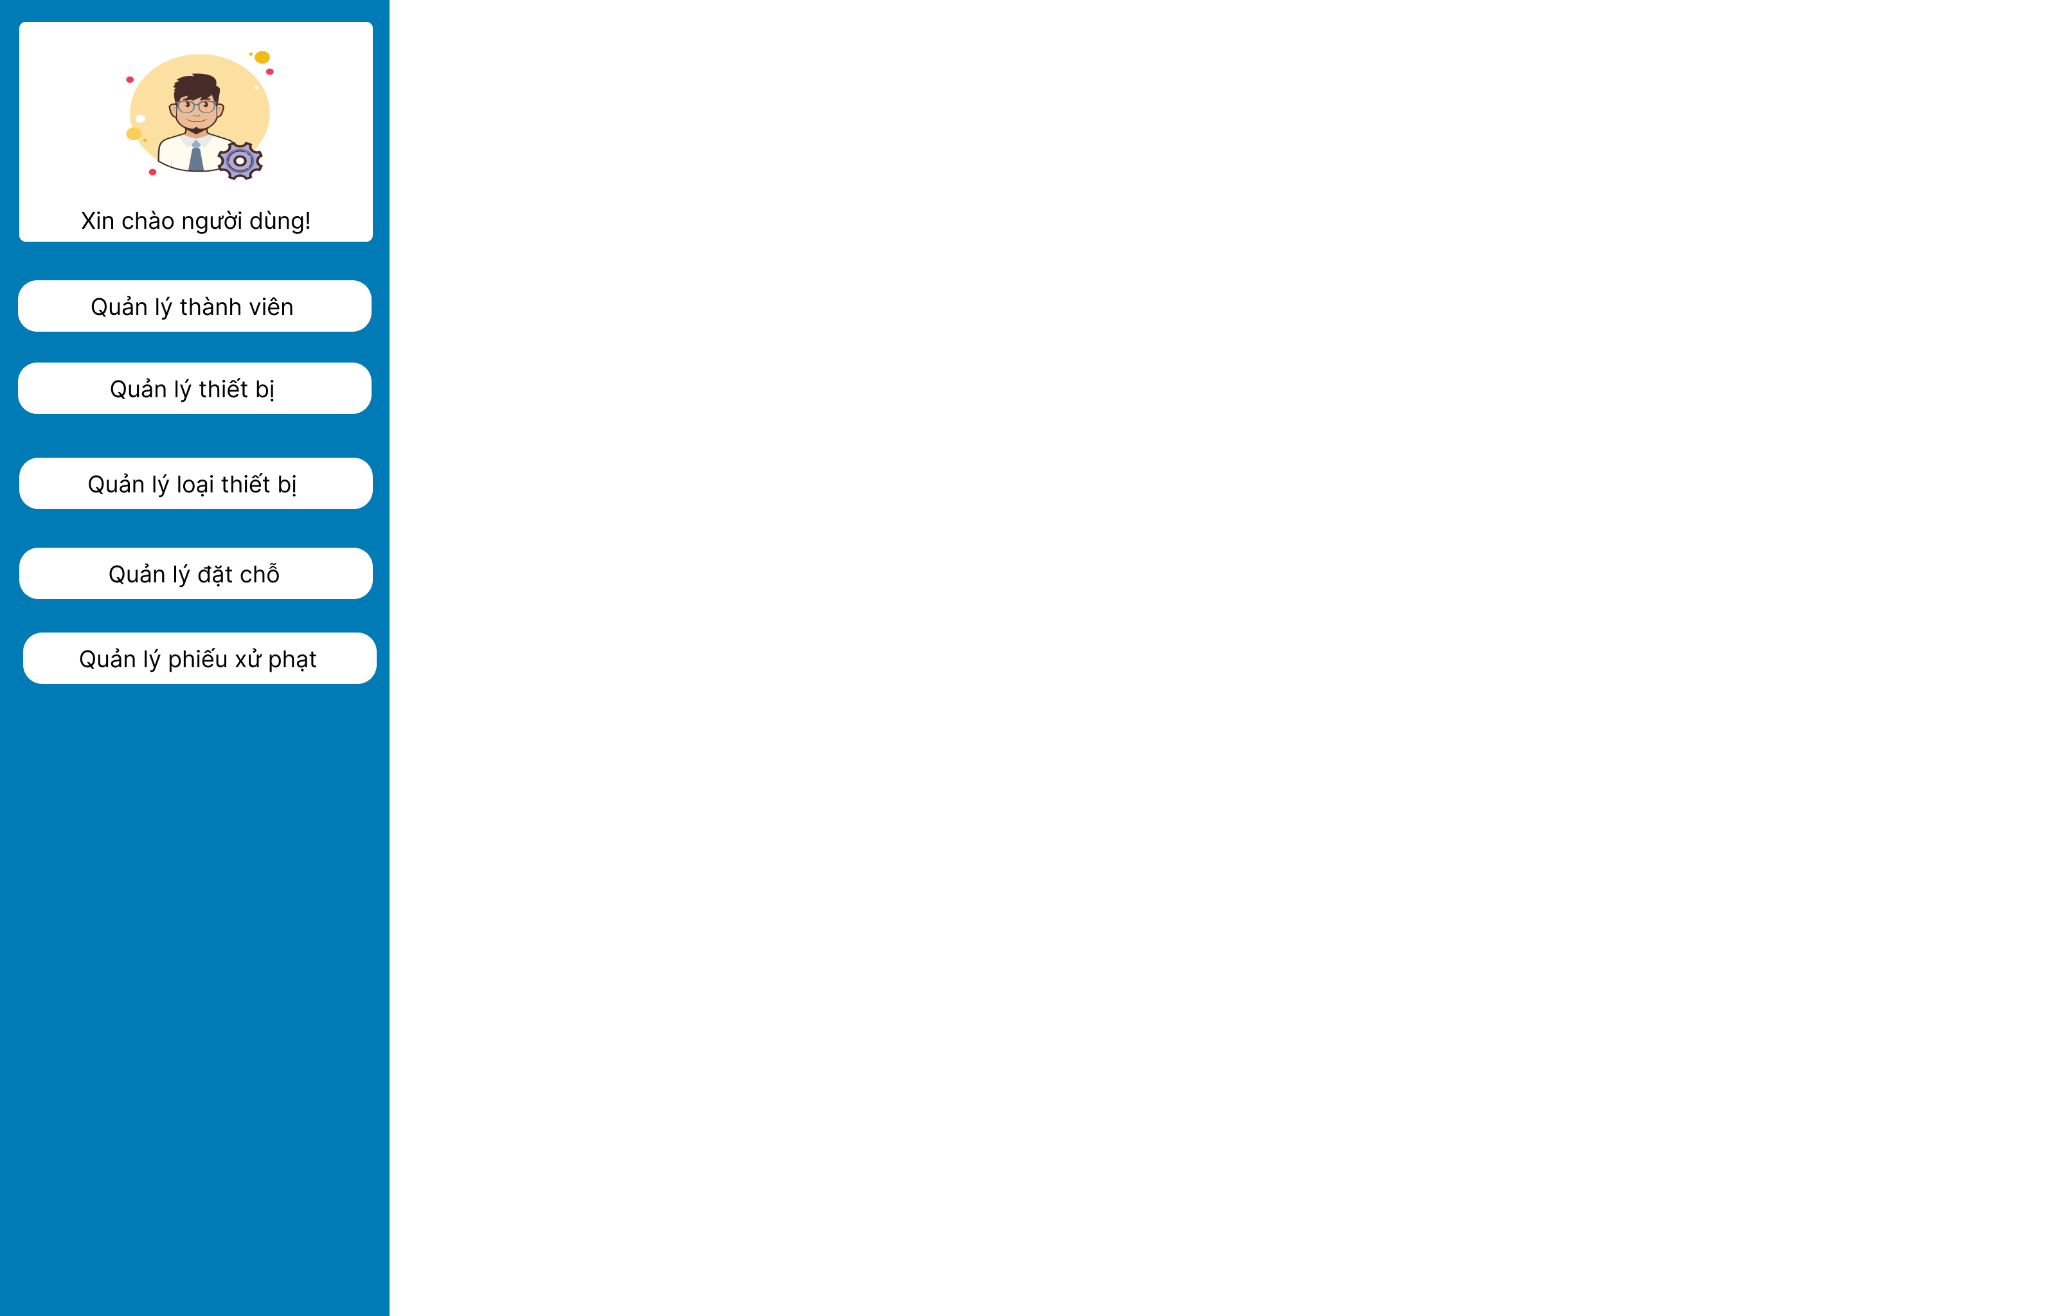 Xin chào người dùng!
Quản lý thành viên
Quản lý thiết bị
Quản lý loại thiết bị
Quản lý đặt chỗ
Quản lý phiếu xử phạt